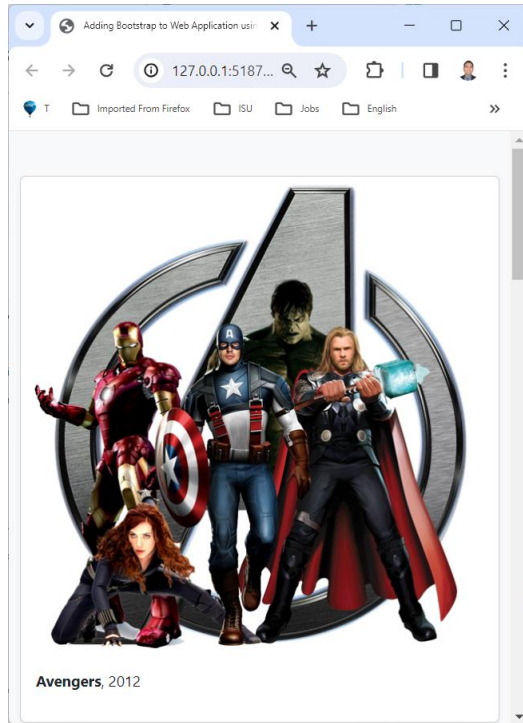 Adding Bootstrap to Web Application usin
127.0.0.1:5187...
T Imported From Firefox ISU Jobs English
A
Avengers, 2012